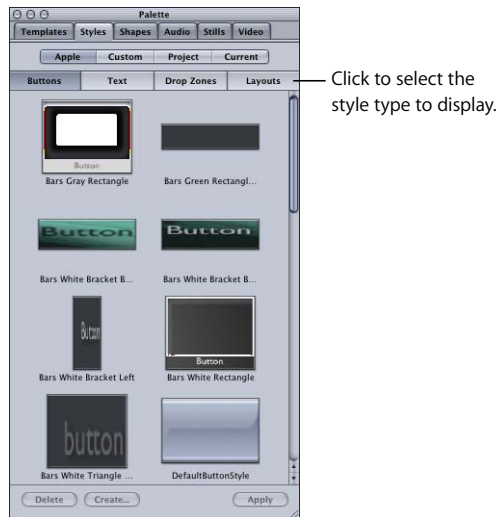 Palette
Templates Styles Shapes Audio Stills Video
Apple Custom Project Current
Buttons Text Drop Zones Layouts
Click to select the
style type to display.
Button
Bars Gray Rectangle Bars Green Rectangl...
Button Button
Bars White Bracket B... Bars White Bracket B...
Button
Button
Bars White Bracket Left Bars White Rectangle
button
Bars White Triangle ... DefaultButtonStyle
Delete Create... Apply